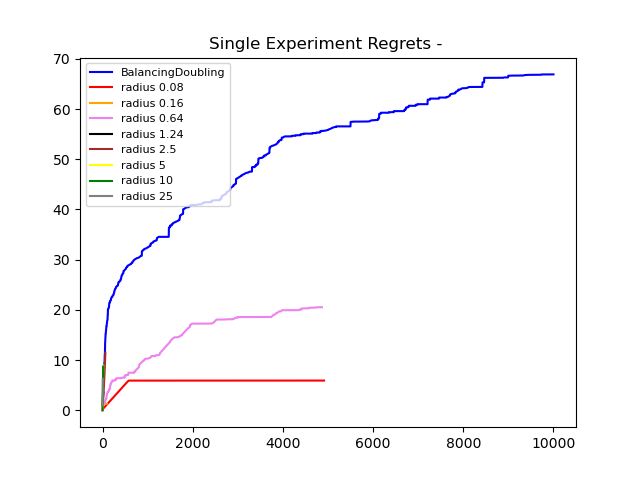 Single Experiment Regrets -
70
60
50
40
30
20
10
0
BalancingDoubling
radius 0.08
radius 0.16
radius 0.64
radius 1.24
radius 2.5
radius 5
radius 10
radius 25
0 2000 4000 6000 8000 10000